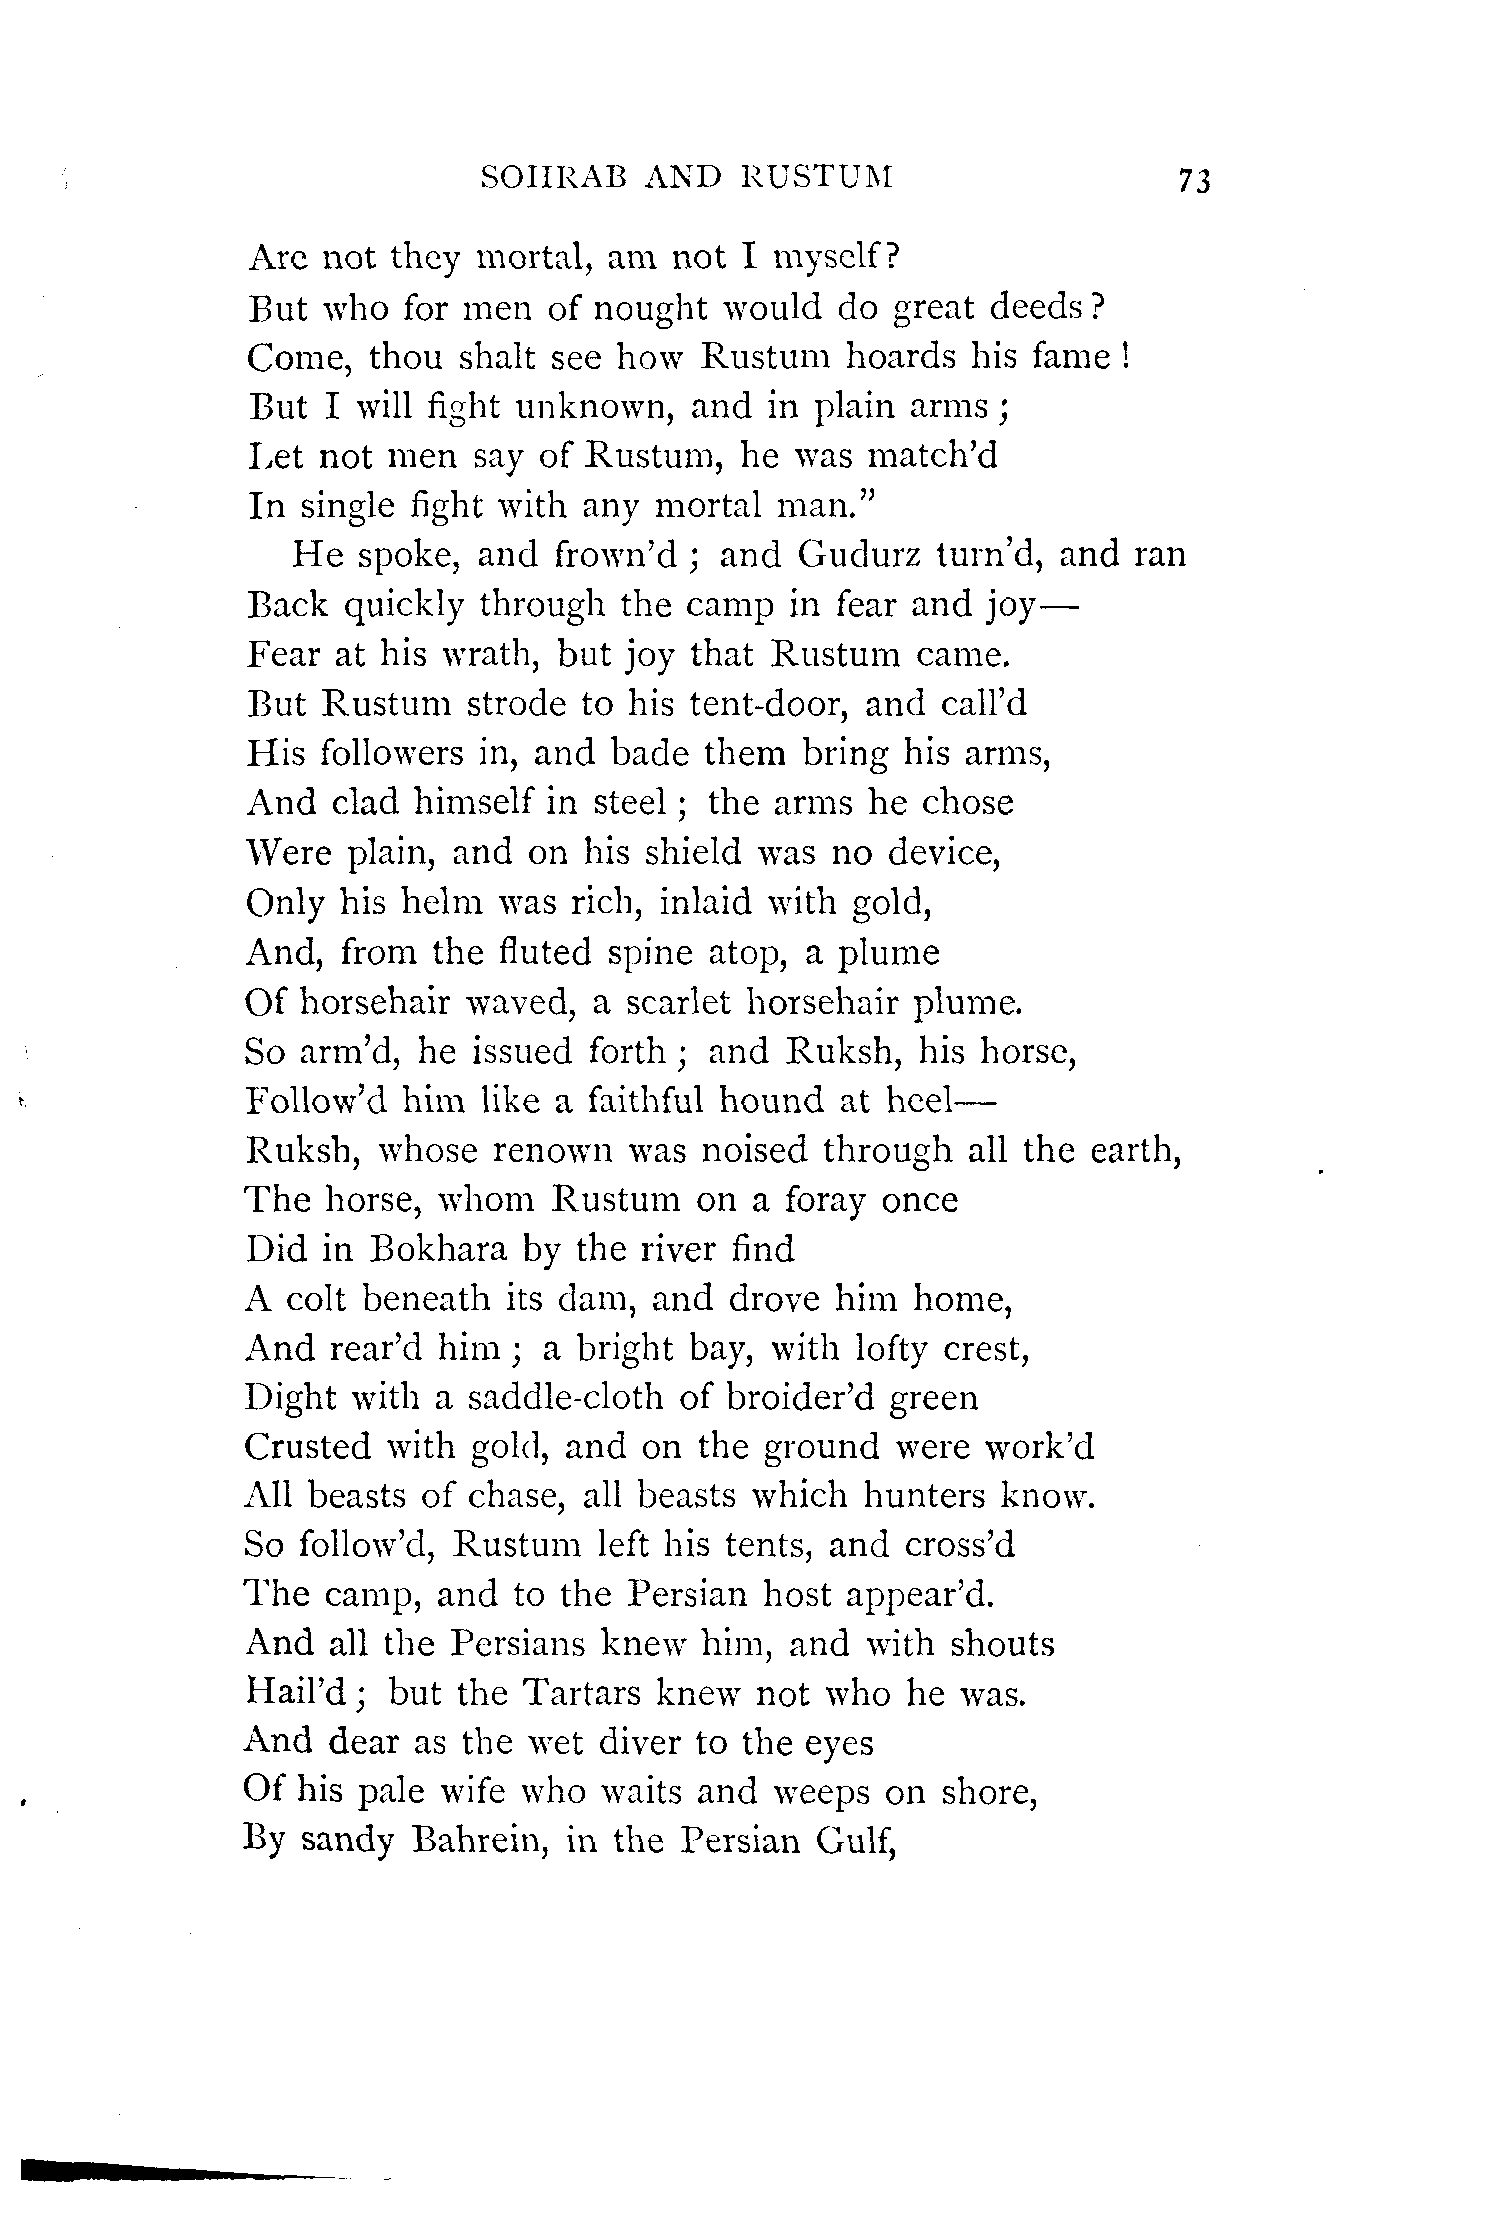 SOHRAB AND RUSTUM 73
Are not they mortal, am not I myself?
But who for men of nought would do great deeds?
Come, thou shalt see how Rustum hoards his fame!
But I will fight unknown, and in plain arms;
Let not men say of Rustum, he was match'd
In single fight with any mortal man."
He spoke, and frown'd; and Gudurz turn'd, and ran
Back quickly through the camp in fear and joy—
Fear at his wrath, but joy that Rustum came.
But Rustum strode to his tent-door, and call'd
His followers in, and bade them bring his arms,
And clad himself in steel; the arms he chose
Were plain, and on his shield was no device,
Only his helm was rich, inlaid with gold,
And, from the fluted spine atop, a plume
Of horsehair waved, a scarlet horsehair plume.
So arm'd, he issued forth; and Ruksh, his horse,
Follow'd him like a faithful hound at heel—
Ruksh, whose renown was noised through all the earth,
The horse, whom Rustum on a foray once
Did in Bokhara by the river find
A colt beneath its dam, and drove him home,
And rear'd him; a bright bay, with lofty crest,
Dight with a saddle-cloth of broider'd green
Crusted with gold, and on the ground were work'd
All beasts of chase, all beasts which hunters know.
So follow'd, Rustum left his tents, and cross'd
The camp, and to the Persian host appear'd.
And all the Persians knew him, and with shouts
Hail'd; but the Tartars knew not who he was.
And dear as the wet diver to the eyes
Of his pale wife who waits and weeps on shore,
By sandy Bahrein, in the Persian Gulf,